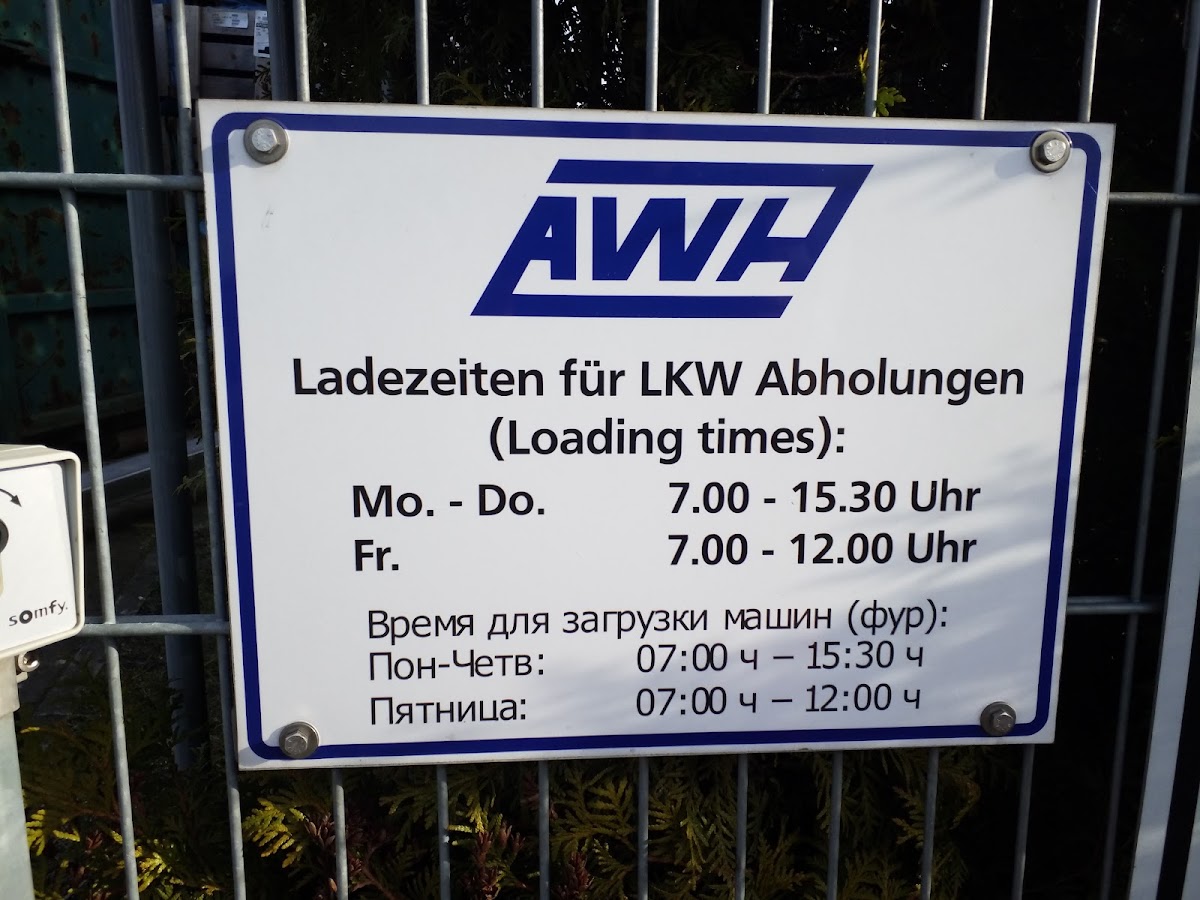 AWH
Ladezeiten für LKW Abholungen
(Loading times):
Mo. - Do. 7.00 - 15.30 Uhr
Fr. 7.00 - 12.00 Uhr
Время для загрузки машин (фур):
Пон-Четв: 07:00 ч – 15:30 ч
Пятница: 07:00 ч – 12:00 ч
somfy.